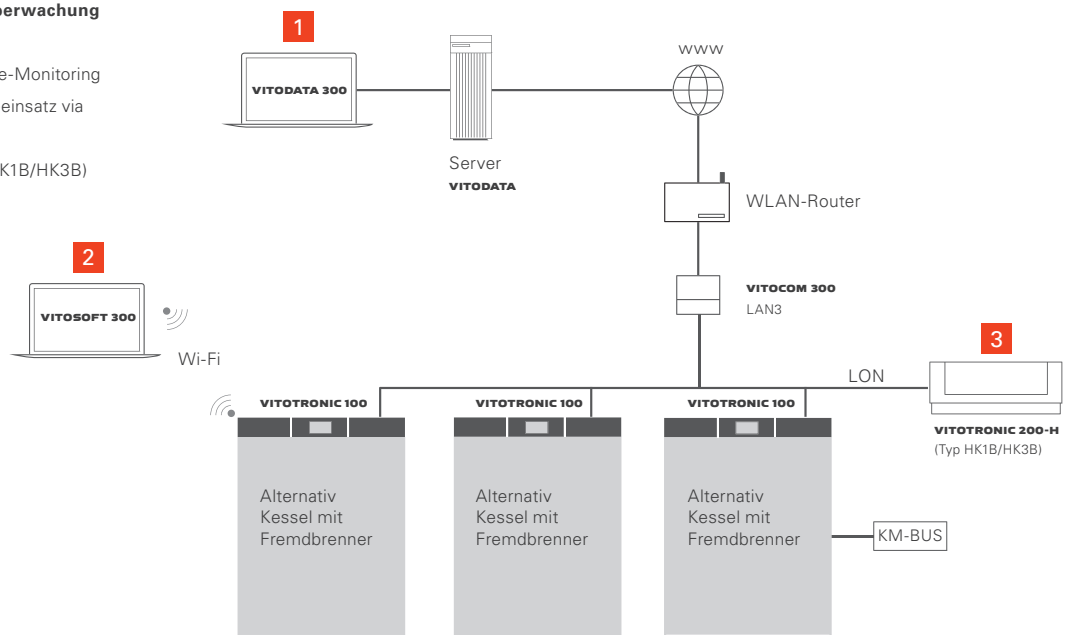 berwachung
e-Monitoring
einsatz via
K1B/HK3B)
1
VITODATA 300
Server
VITODATA
www
WLAN-Router
VITOCOM 300
LAN3
2
VITOSOFT 300
Wi-Fi
3
LON
VITOTRONIC 200-H
(Typ HK1B/HK3B)
VITOTRONIC 100
VITOTRONIC 100
VITOTRONIC 100
Alternativ
Kessel mit
Fremdbrenner
Alternativ
Kessel mit
Fremdbrenner
Alternativ
Kessel mit
Fremdbrenner
KM-BUS